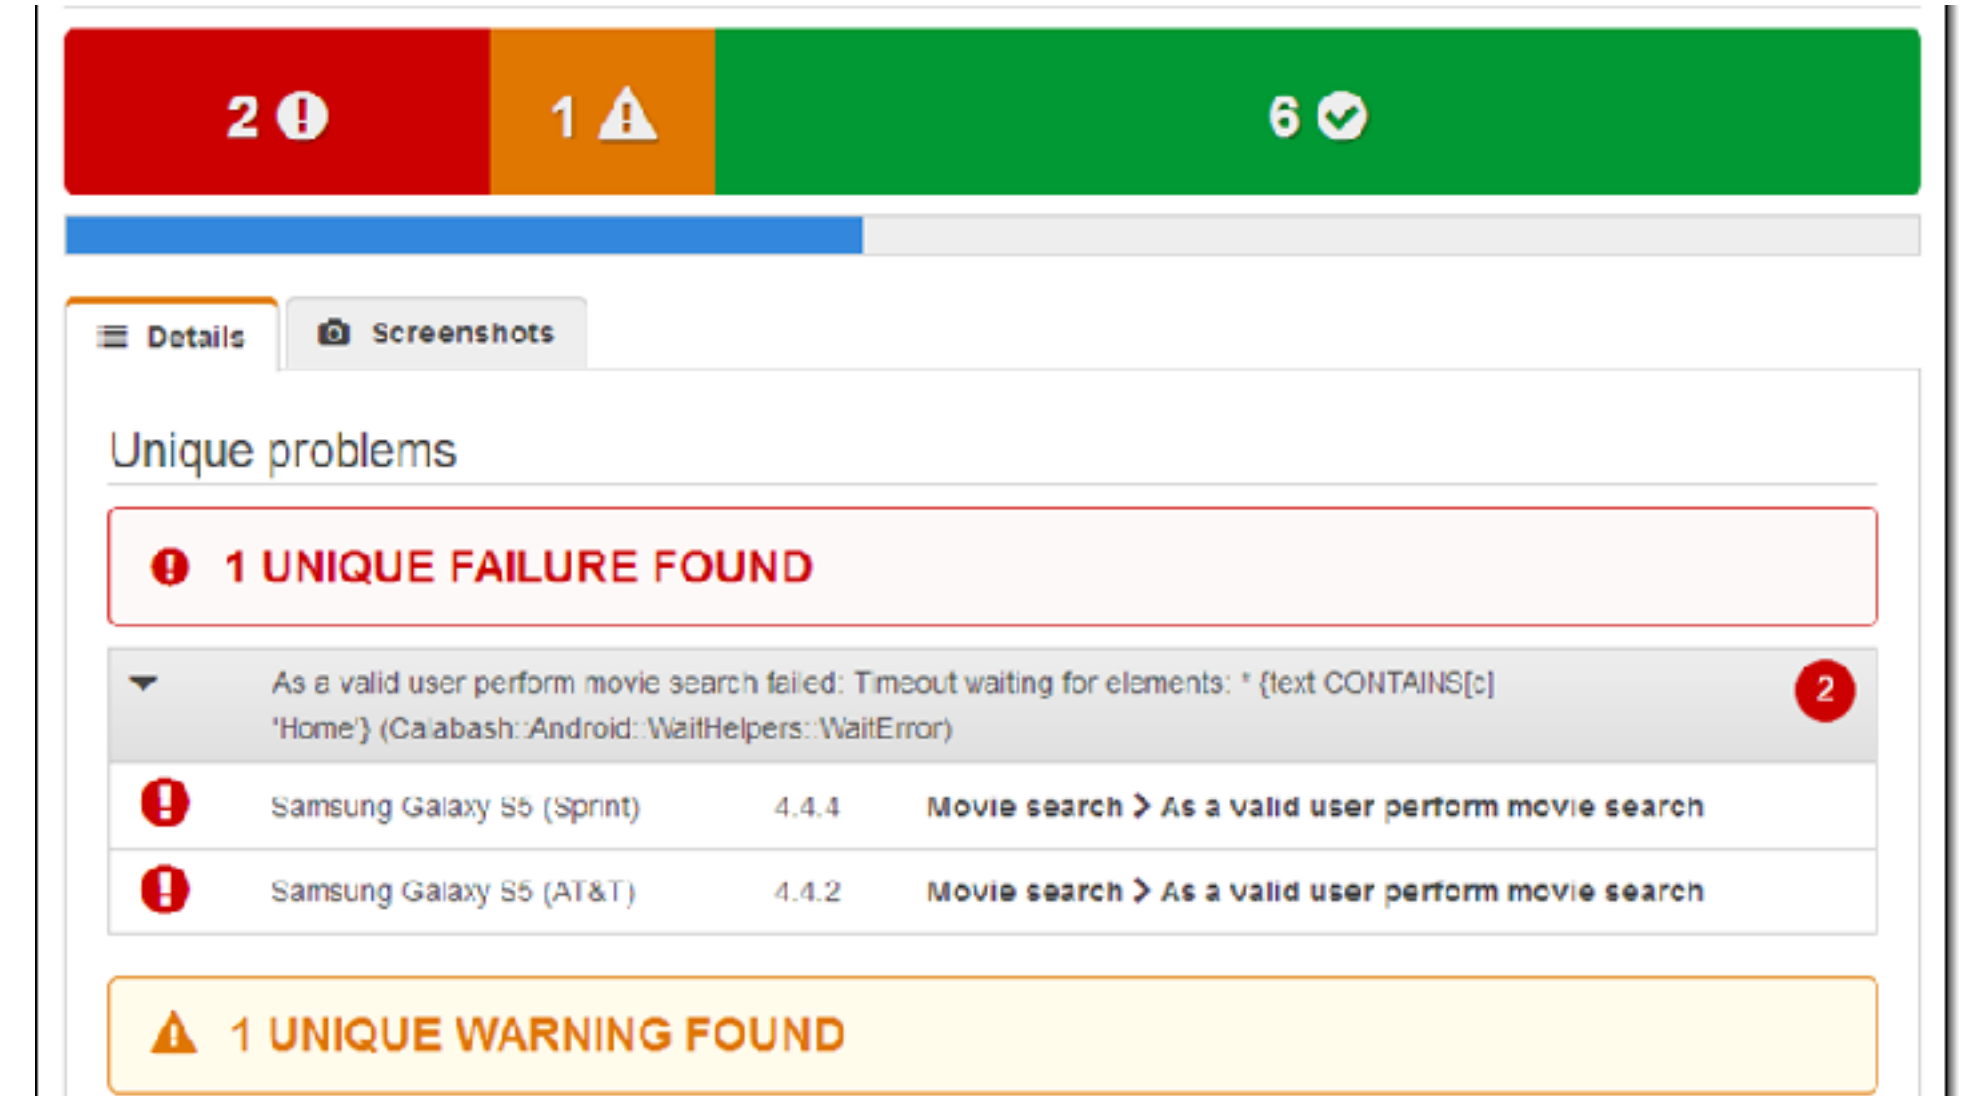 2
1
6
Details
Screenshots
Unique problems
1 UNIQUE FAILURE FOUND
As a valid user perform movie search failed: Timeout waiting for elements: * {text CONTAINS[c]
'Home'} (Calabash::Android::WaitHelpers::WaitError)
2
Samsung Galaxy S5 (Sprint) 4.4.4 Movie search > As a valid user perform movie search
Samsung Galaxy S5 (AT&T) 4.4.2 Movie search > As a valid user perform movie search
1 UNIQUE WARNING FOUND